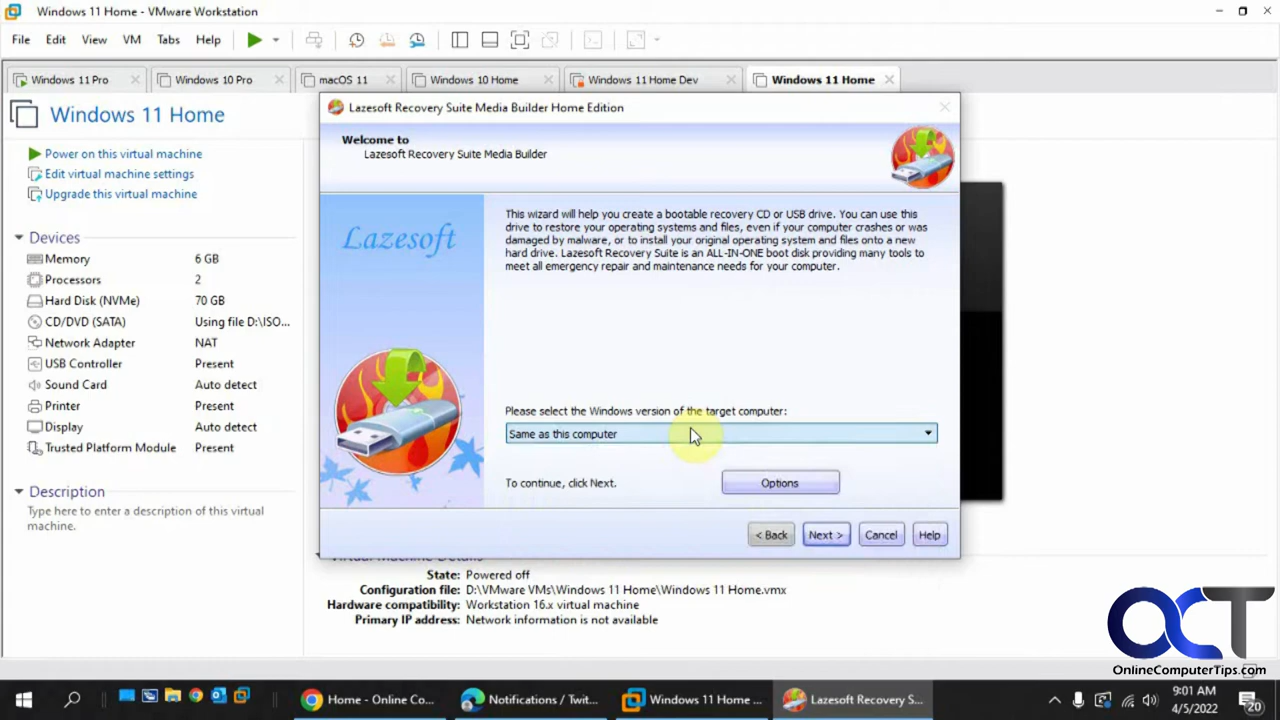 Windows 11 Home - VMware Workstation
File Edit View VM Tabs Help
Windows 11 Pro Windows 10 Pro macOS 11 Windows 10 Home Windows 11 Home Dev Windows 11 Home
Windows 11 Home
Power on this virtual machine
Edit virtual machine settings
Upgrade this virtual machine
Devices
Memory 6 GB
Processors 2
Hard Disk (NVMe) 70 GB
CD/DVD (SATA) Using file D:\ISO...
Network Adapter NAT
USB Controller Present
Sound Card Auto detect
Printer Present
Display Auto detect
Trusted Platform Module Present
Description
Type here to enter a description of this virtual
machine.
Lazesoft Recovery Suite Media Builder Home Edition
Welcome to
Lazesoft Recovery Suite Media Builder
Lazesoft
This wizard will help you create a bootable recovery CD or USB drive. You can use this
drive to restore your operating systems and files, even if your computer crashes or was
damaged by malware, or to install your original operating system and files onto a new
hard drive. Lazesoft Recovery Suite is an ALL-IN-ONE boot disk providing many tools to
meet all emergency repair and maintenance needs for your computer.
Please select the Windows version of the target computer:
Same as this computer
To continue, click Next.
Options
< Back Next > Cancel Help
Virtual Machine Details
State: Powered off
Configuration file: D:\VMware VMs\Windows 11 Home\Windows 11 Home.vmx
Hardware compatibility: Workstation 16.x virtual machine
Primary IP address: Network information is not available
OCT
OnlineComputerTips.com
Home - Online Co... Notifications / Twit... Windows 11 Home ... Lazesoft Recovery S...
9:01 AM
4/5/2022
20